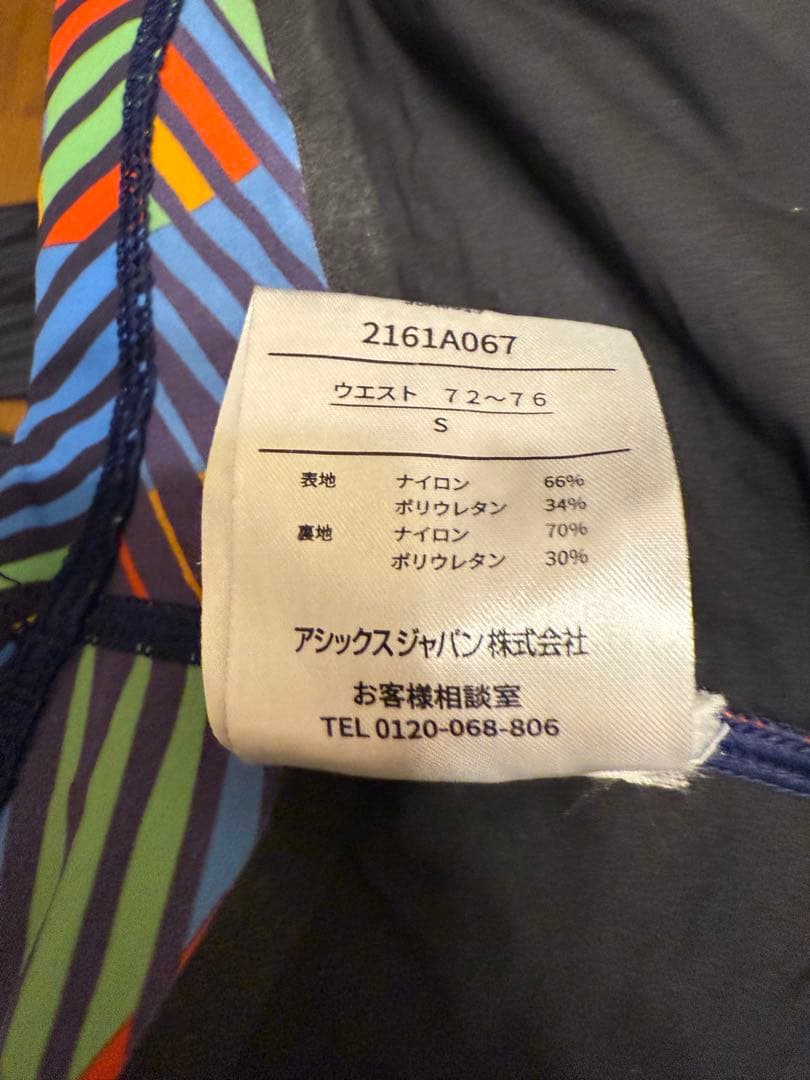 2161A067
ウエスト 72〜76
S
表地 ナイロン 66%
ポリウレタン 34%
裏地 ナイロン 70%
ポリウレタン 30%
アシックスジャパン株式会社
お客様相談室
TEL 0120-068-806